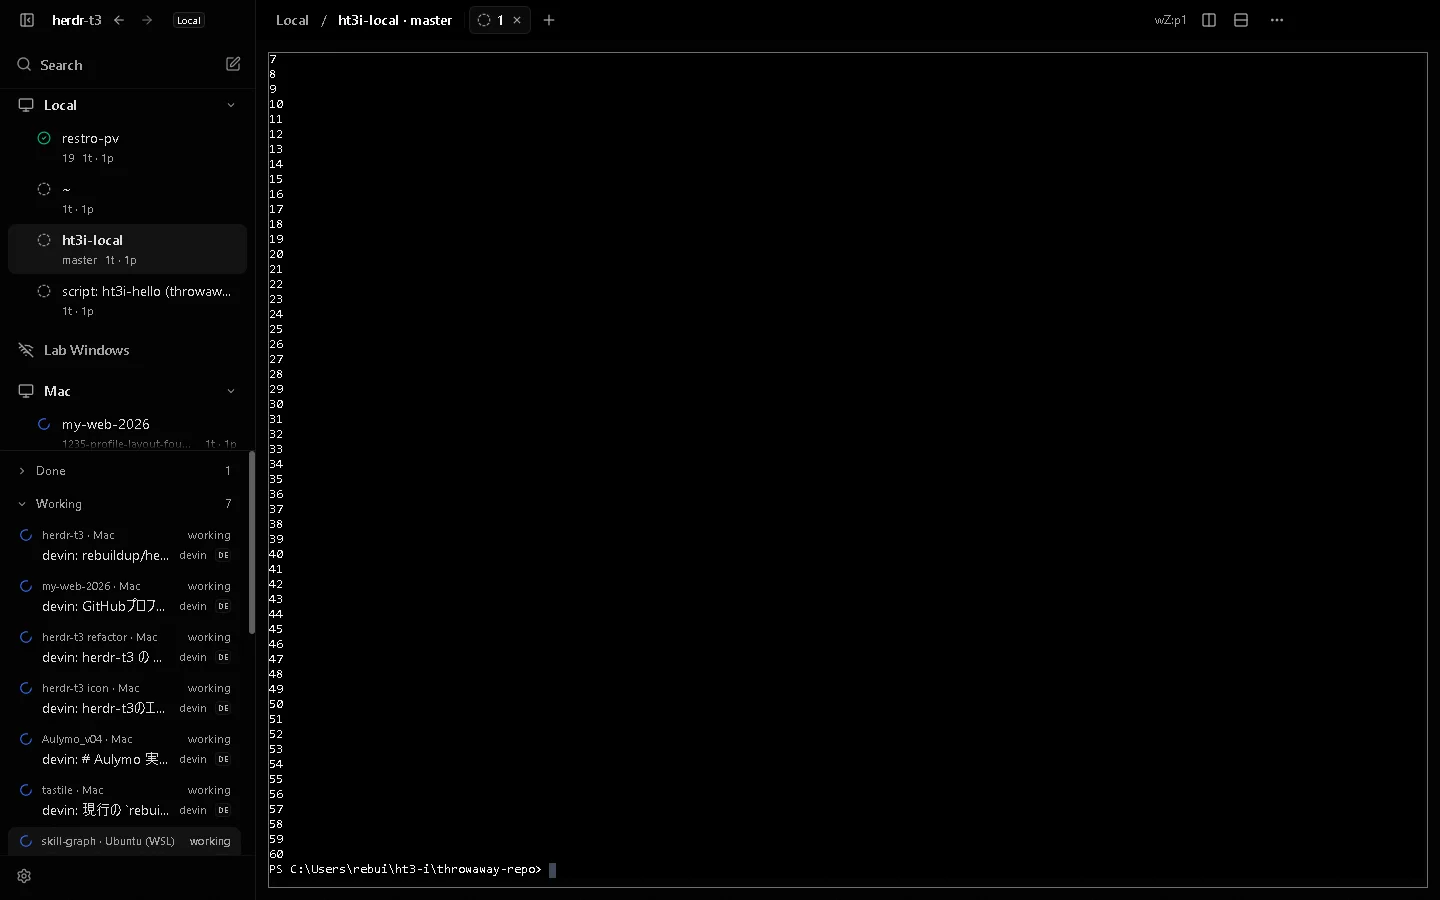 herdr-t3 Local
Search
Local
restro-pv
19 1t · 1p
~
1t · 1p
ht3i-local
master 1t · 1p
script: ht3i-hello (throwaw...
1t · 1p
Lab Windows
Mac
my-web-2026
1235-profile-layout-fou... 1t · 1p
Done 1
Working 7
herdr-t3 · Mac working
devin: rebuildup/he... devin DE
my-web-2026 · Mac working
devin: GitHubプロフ... devin DE
herdr-t3 refactor · Mac working
devin: herdr-t3 の ... devin DE
herdr-t3 icon · Mac working
devin: herdr-t3のエ... devin DE
Aulymo_v04 · Mac working
devin: # Aulymo 実... devin DE
tastile · Mac working
devin: 現行の `rebui... devin DE
skill-graph · Ubuntu (WSL) working
Local / ht3i-local · master 1 × +
wZ:p1
7
8
9
10
11
12
13
14
15
16
17
18
19
20
21
22
23
24
25
26
27
28
29
30
31
32
33
34
35
36
37
38
39
40
41
42
43
44
45
46
47
48
49
50
51
52
53
54
55
56
57
58
59
60
PS C:\Users\rebui\ht3-i\throwaway-repo>